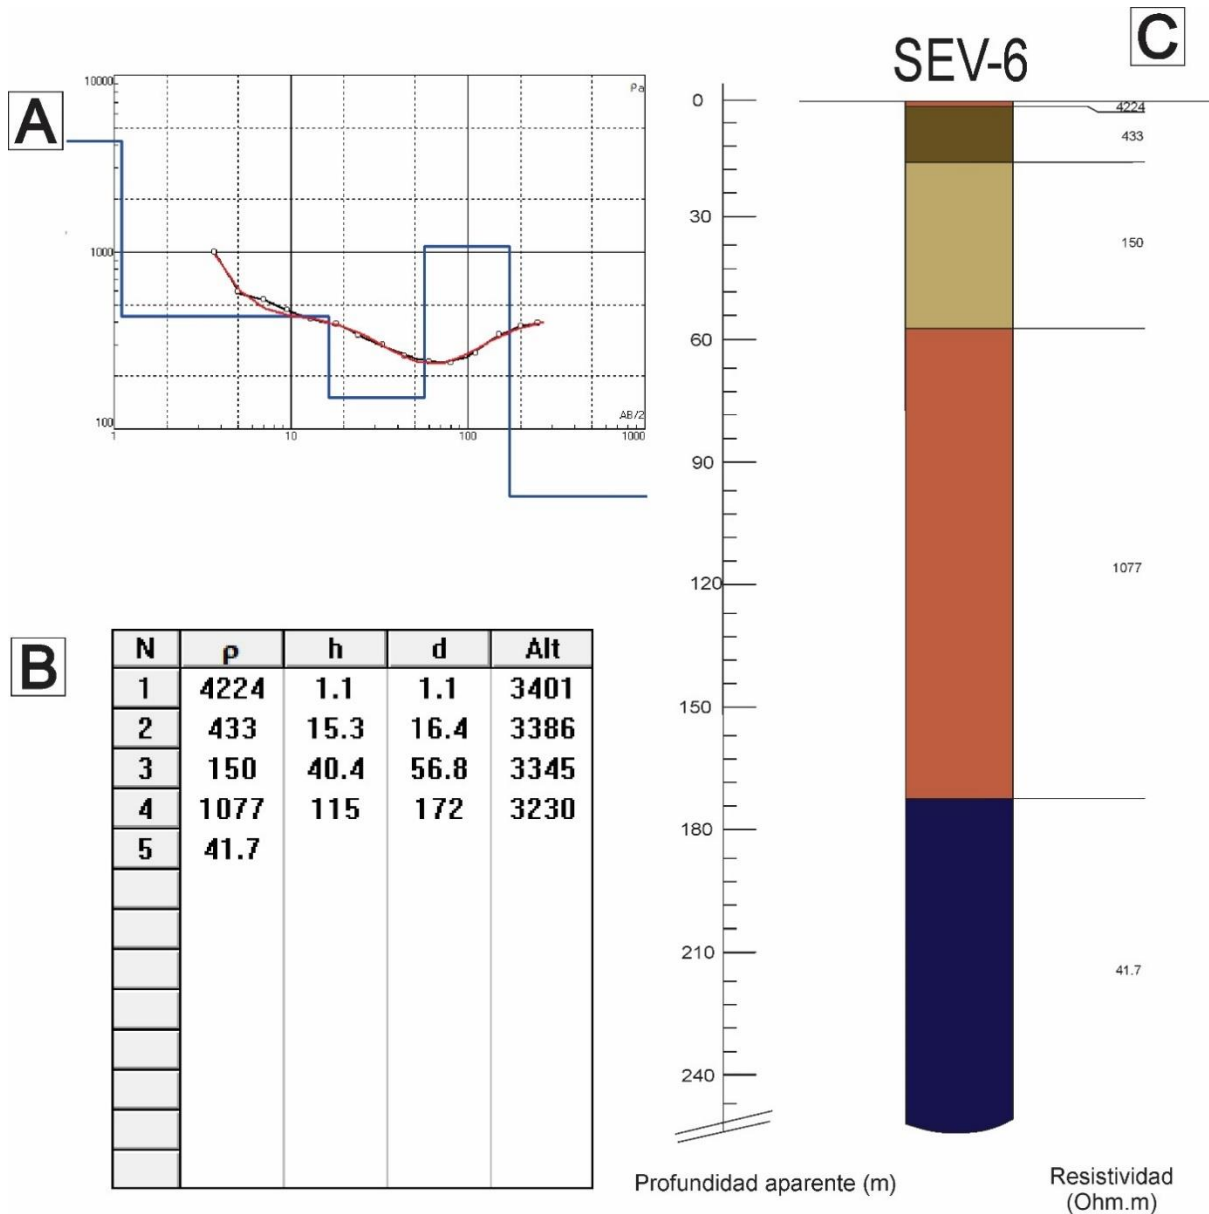 A
10000
ρa
1000
100
AB/2
1
10
100
1000
B
N ρ h d Alt
1 4224 1.1 1.1 3401
2 433 15.3 16.4 3386
3 150 40.4 56.8 3345
4 1077 115 172 3230
5 41.7
C
SEV-6
0
30
60
90
120
150
180
210
240
4224
433
150
1077
41.7
Profundidad aparente (m)
Resistividad
(Ohm.m)